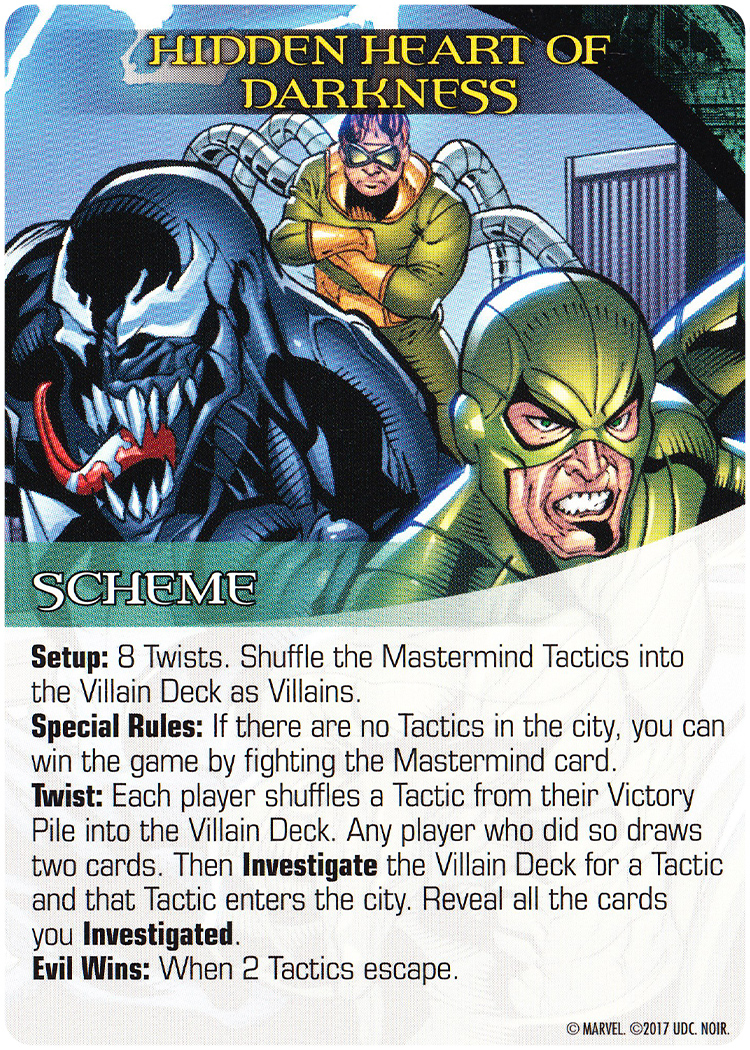 HIDDEN HEART OF
DARKNESS
SCHEME
Setup: 8 Twists. Shuffle the Mastermind Tactics into
the Villain Deck as Villains.
Special Rules: If there are no Tactics in the city, you can
win the game by fighting the Mastermind card.
Twist: Each player shuffles a Tactic from their Victory
Pile into the Villain Deck. Any player who did so draws
two cards. Then Investigate the Villain Deck for a Tactic
and that Tactic enters the city. Reveal all the cards
you Investigated.
Evil Wins: When 2 Tactics escape.
© MARVEL. ©2017 UDC. NOIR.